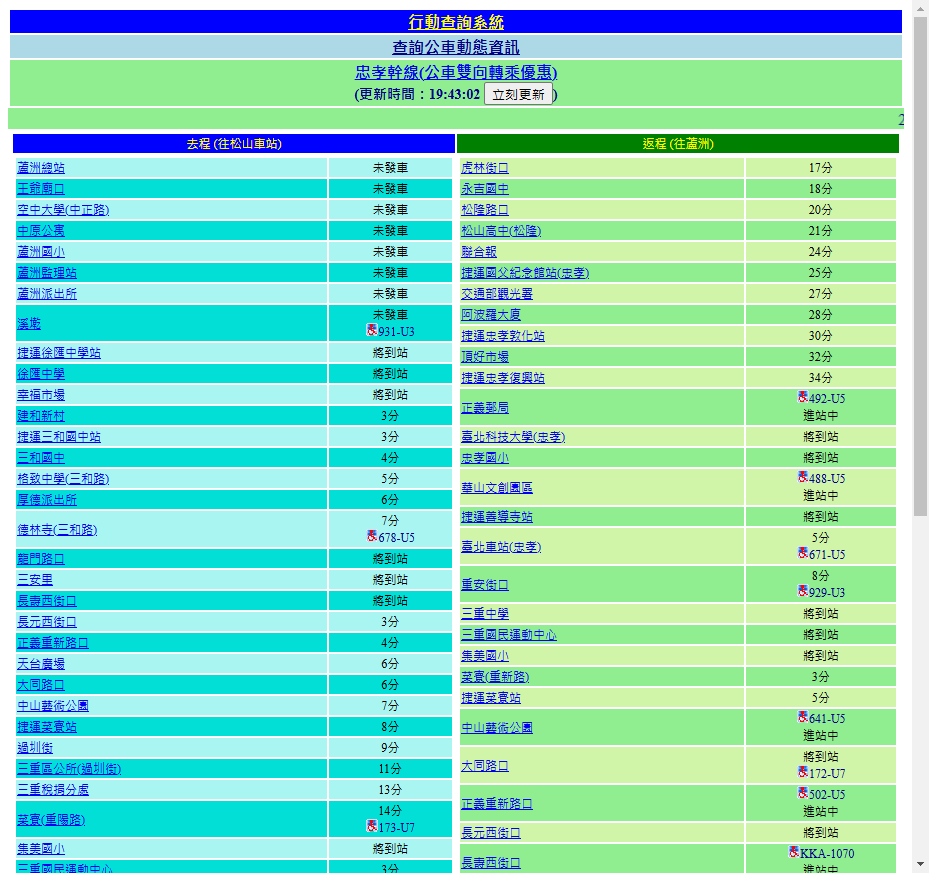 行動查詢系統
查詢公車動態資訊
忠孝幹線(公車雙向轉乘優惠)
(更新時間：19:43:02 立刻更新)
2
去程 (往松山車站)
蘆洲總站 未發車
王爺廟口 未發車
空中大學(中正路) 未發車
中原公寓 未發車
蘆洲國小 未發車
蘆洲監理站 未發車
蘆洲派出所 未發車
溪墘 未發車
931-U3
捷運徐匯中學站 將到站
徐匯中學 將到站
幸福市場 將到站
建和新村 3分
捷運三和國中站 3分
三和國中 4分
格致中學(三和路) 5分
厚德派出所 6分
德林寺(三和路) 7分
678-U5
龍門路口 將到站
三安里 將到站
長壽西街口 將到站
長元西街口 3分
正義重新路口 4分
天台廣場 6分
大同路口 6分
中山藝術公園 7分
捷運菜寮站 8分
過圳街 9分
三重區公所(過圳街) 11分
三重稅捐分處 13分
菜寮(重陽路) 14分
173-U7
集美國小 將到站
三重國民運動中心 3分
返程 (往蘆洲)
虎林街口 17分
永吉國中 18分
松隆路口 20分
松山高中(松隆) 21分
聯合報 24分
捷運國父紀念館站(忠孝) 25分
交通部觀光署 27分
阿波羅大廈 28分
捷運忠孝敦化站 30分
頂好市場 32分
捷運忠孝復興站 34分
正義郵局 492-U5
進站中
臺北科技大學(忠孝) 將到站
忠孝國小 將到站
華山文創園區 488-U5
進站中
捷運善導寺站 將到站
臺北車站(忠孝) 5分
671-U5
重安街口 8分
929-U3
三重中學 將到站
三重國民運動中心 將到站
集美國小 將到站
菜寮(重新路) 3分
捷運菜寮站 5分
中山藝術公園 641-U5
進站中
大同路口 將到站
172-U7
正義重新路口 502-U5
進站中
長元西街口 將到站
長壽西街口 KKA-1070
進站中